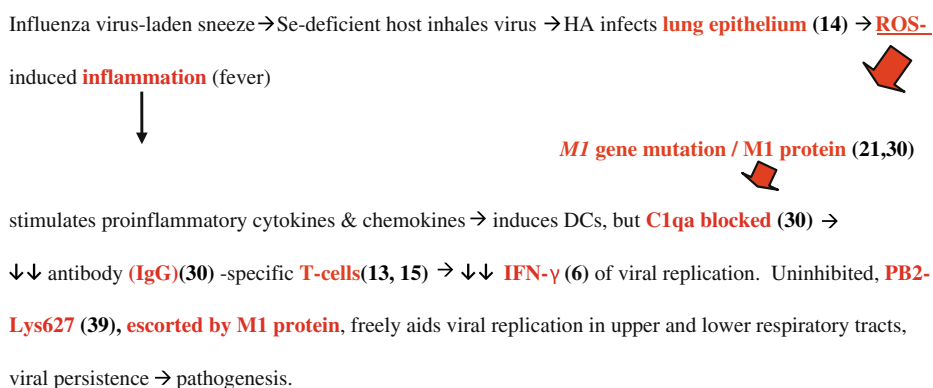 Influenza virus-laden sneeze → Se-deficient host inhales virus → HA infects lung epithelium (14) → ROS-
induced inflammation (fever)
M1 gene mutation / M1 protein (21,30)
stimulates proinflammatory cytokines & chemokines → induces DCs, but C1qa blocked (30) →
↓↓ antibody (IgG)(30) -specific T-cells(13, 15) → ↓↓ IFN-γ (6) of viral replication. Uninhibited, PB2-
Lys627 (39), escorted by M1 protein, freely aids viral replication in upper and lower respiratory tracts,
viral persistence → pathogenesis.